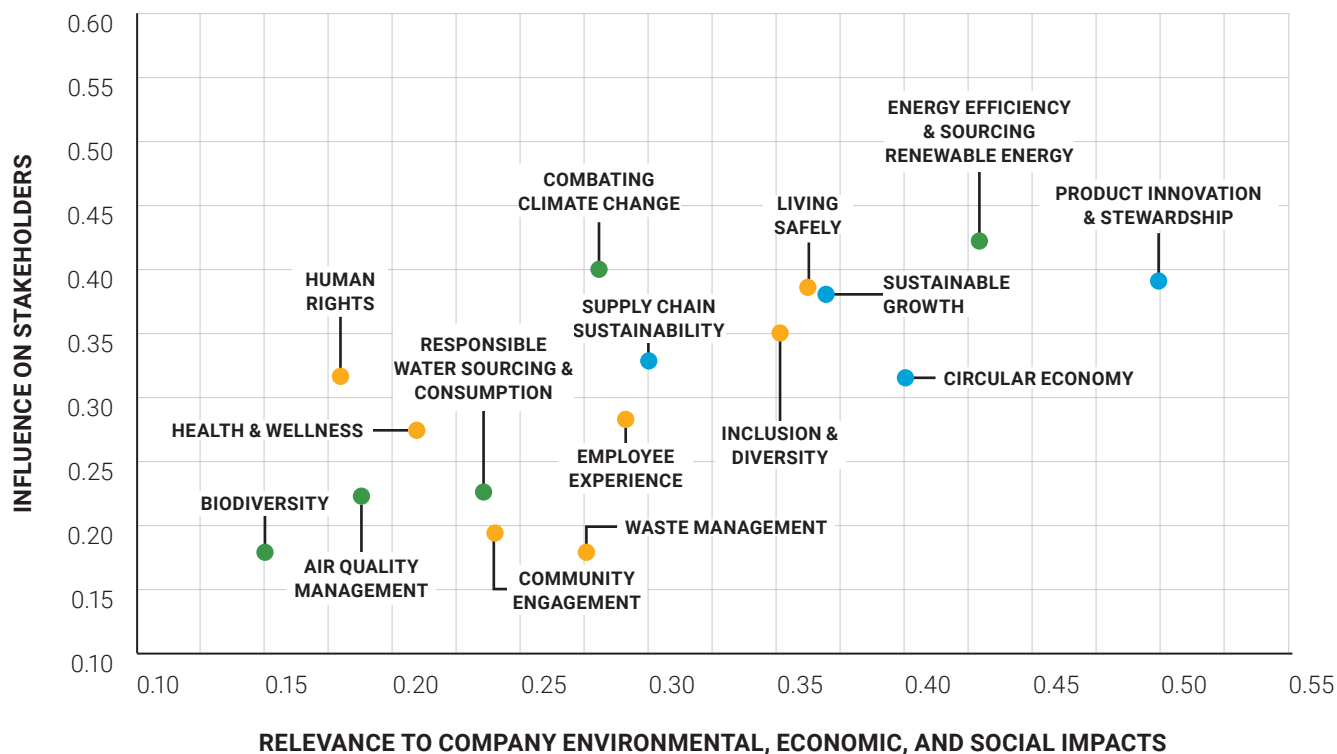 0.60
0.55
0.50
0.45
0.40
0.35
0.30
0.25
0.20
0.15
0.10
INFLUENCE ON STAKEHOLDERS
ENERGY EFFICIENCY
& SOURCING
RENEWABLE ENERGY
COMBATING
CLIMATE CHANGE
LIVING
SAFELY
PRODUCT INNOVATION
& STEWARDSHIP
HUMAN
RIGHTS
SUSTAINABLE
GROWTH
SUPPLY CHAIN
SUSTAINABILITY
RESPONSIBLE
WATER SOURCING &
CONSUMPTION
CIRCULAR ECONOMY
HEALTH & WELLNESS
INCLUSION &
DIVERSITY
EMPLOYEE
EXPERIENCE
BIODIVERSITY
WASTE MANAGEMENT
AIR QUALITY
MANAGEMENT
COMMUNITY
ENGAGEMENT
0.10 0.15 0.20 0.25 0.30 0.35 0.40 0.45 0.50 0.55
RELEVANCE TO COMPANY ENVIRONMENTAL, ECONOMIC, AND SOCIAL IMPACTS